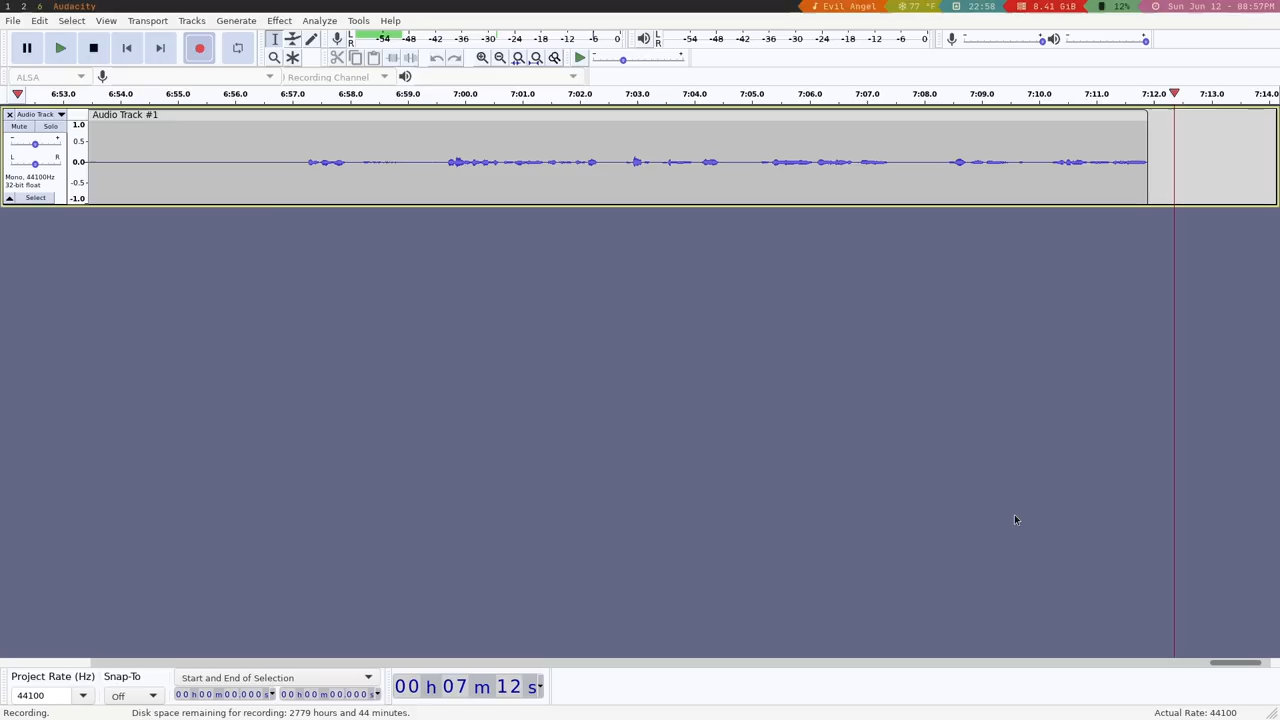 1 2 6 Audacity Evil Angel 77 °F 22:58 8.41 GiB 12% Sun Jun 12 - 08:57PM
File Edit Select View Transport Tracks Generate Effect Analyze Tools Help
L R -54 -48 -42 -36 -30 -24 -18 -12 -6 0 L R -54 -48 -42 -36 -30 -24 -18 -12 -6 0
ALSA Recording Channel
6:53.0 6:54.0 6:55.0 6:56.0 6:57.0 6:58.0 6:59.0 7:00.0 7:01.0 7:02.0 7:03.0 7:04.0 7:05.0 7:06.0 7:07.0 7:08.0 7:09.0 7:10.0 7:11.0 7:12.0 7:13.0 7:14.0
Audio Track Audio Track #1
Mute Solo 1.0
0.5
L R 0.0
Mono, 44100Hz
32-bit float -0.5
Select -1.0
Project Rate (Hz) Snap-To Start and End of Selection
44100 Off 00 h 00 m 00.000 s 00 h 00 m 00.000 s 00 h 07 m 12 s
Recording. Disk space remaining for recording: 2779 hours and 44 minutes. Actual Rate: 44100